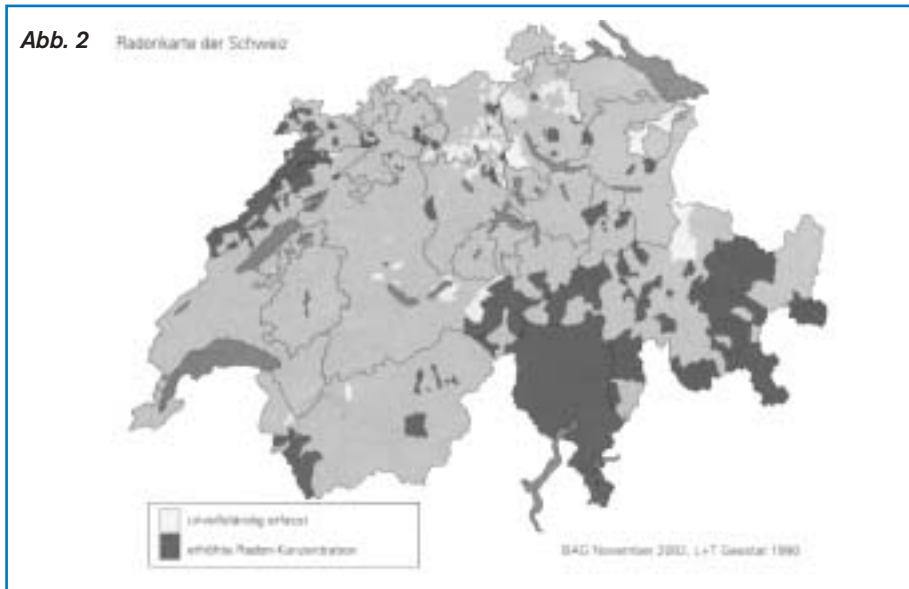 Abb. 2
Radonkarte der Schweiz
unvollständig erfasst
erhöhte Radon-Konzentration
BAG November 2002, L+T Geostat 1990